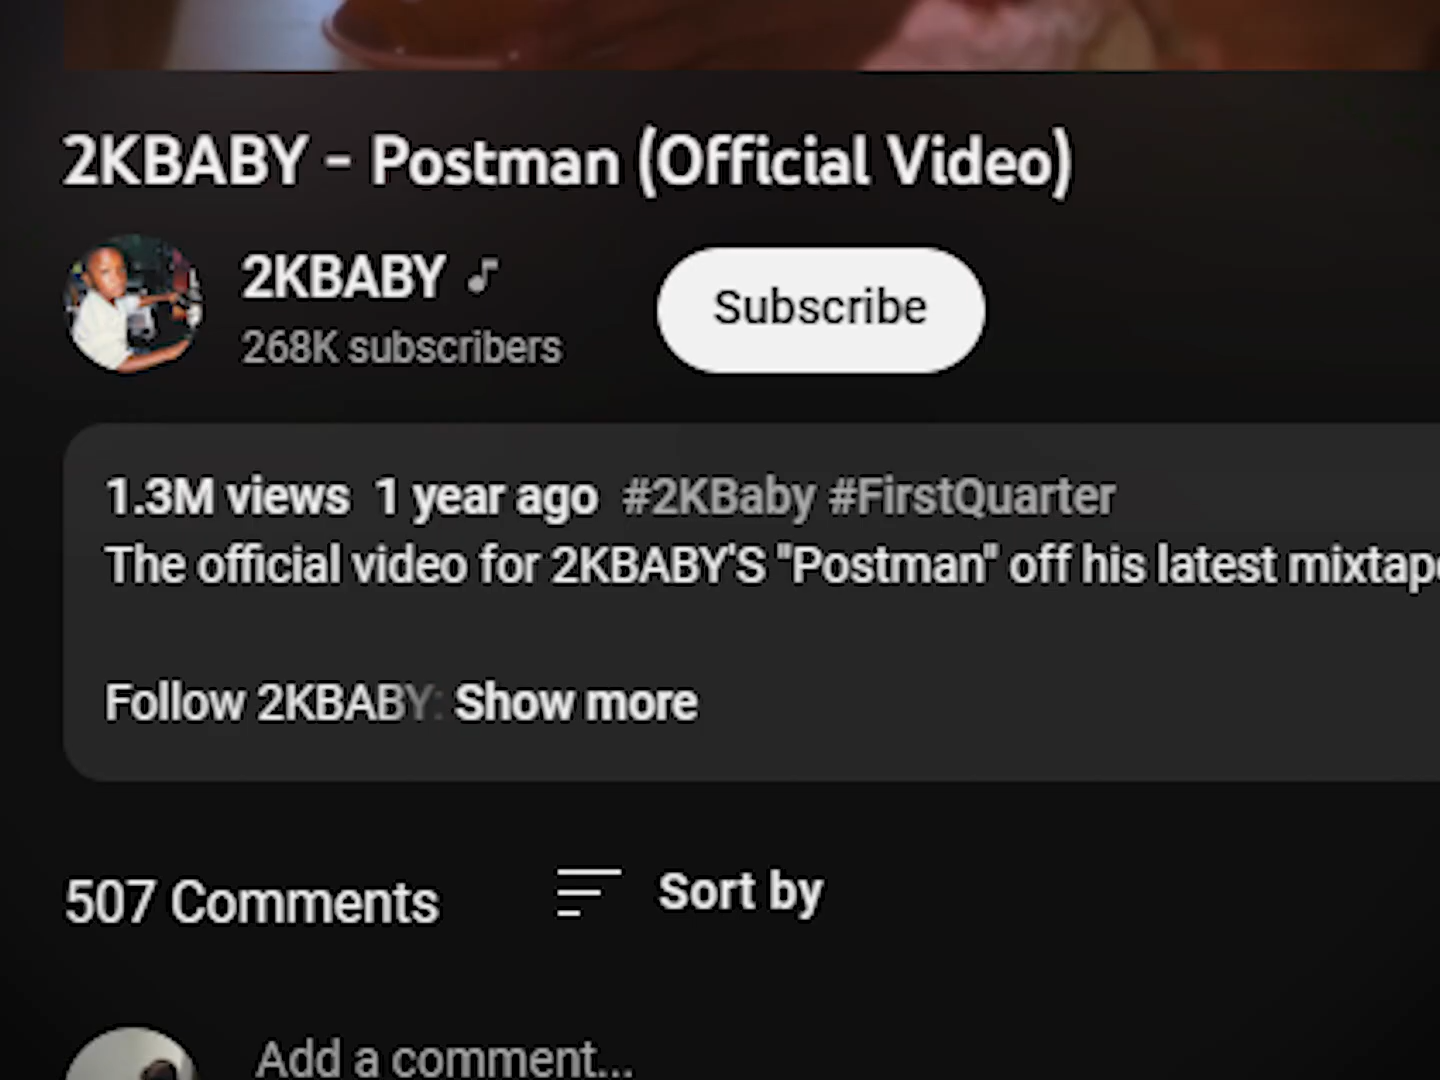 2KBABY - Postman (Official Video)
2KBABY
268K subscribers
Subscribe
1.3M views 1 year ago #2KBaby #FirstQuarter
The official video for 2KBABY'S "Postman" off his latest mixtape
Follow 2KBABY: Show more
507 Comments
Sort by
Add a comment...